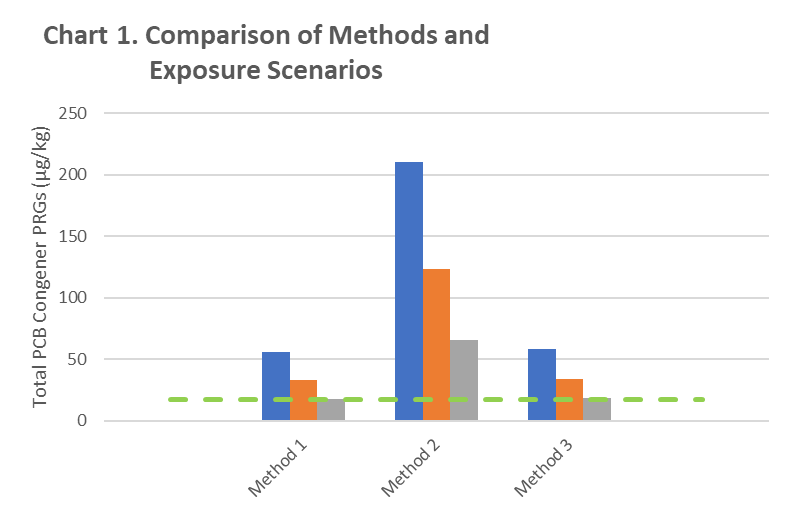 Chart 1. Comparison of Methods and
Exposure Scenarios
Total PCB Congener PRGs (µg/kg)
250
200
150
100
50
0
Method 1
Method 2
Method 3